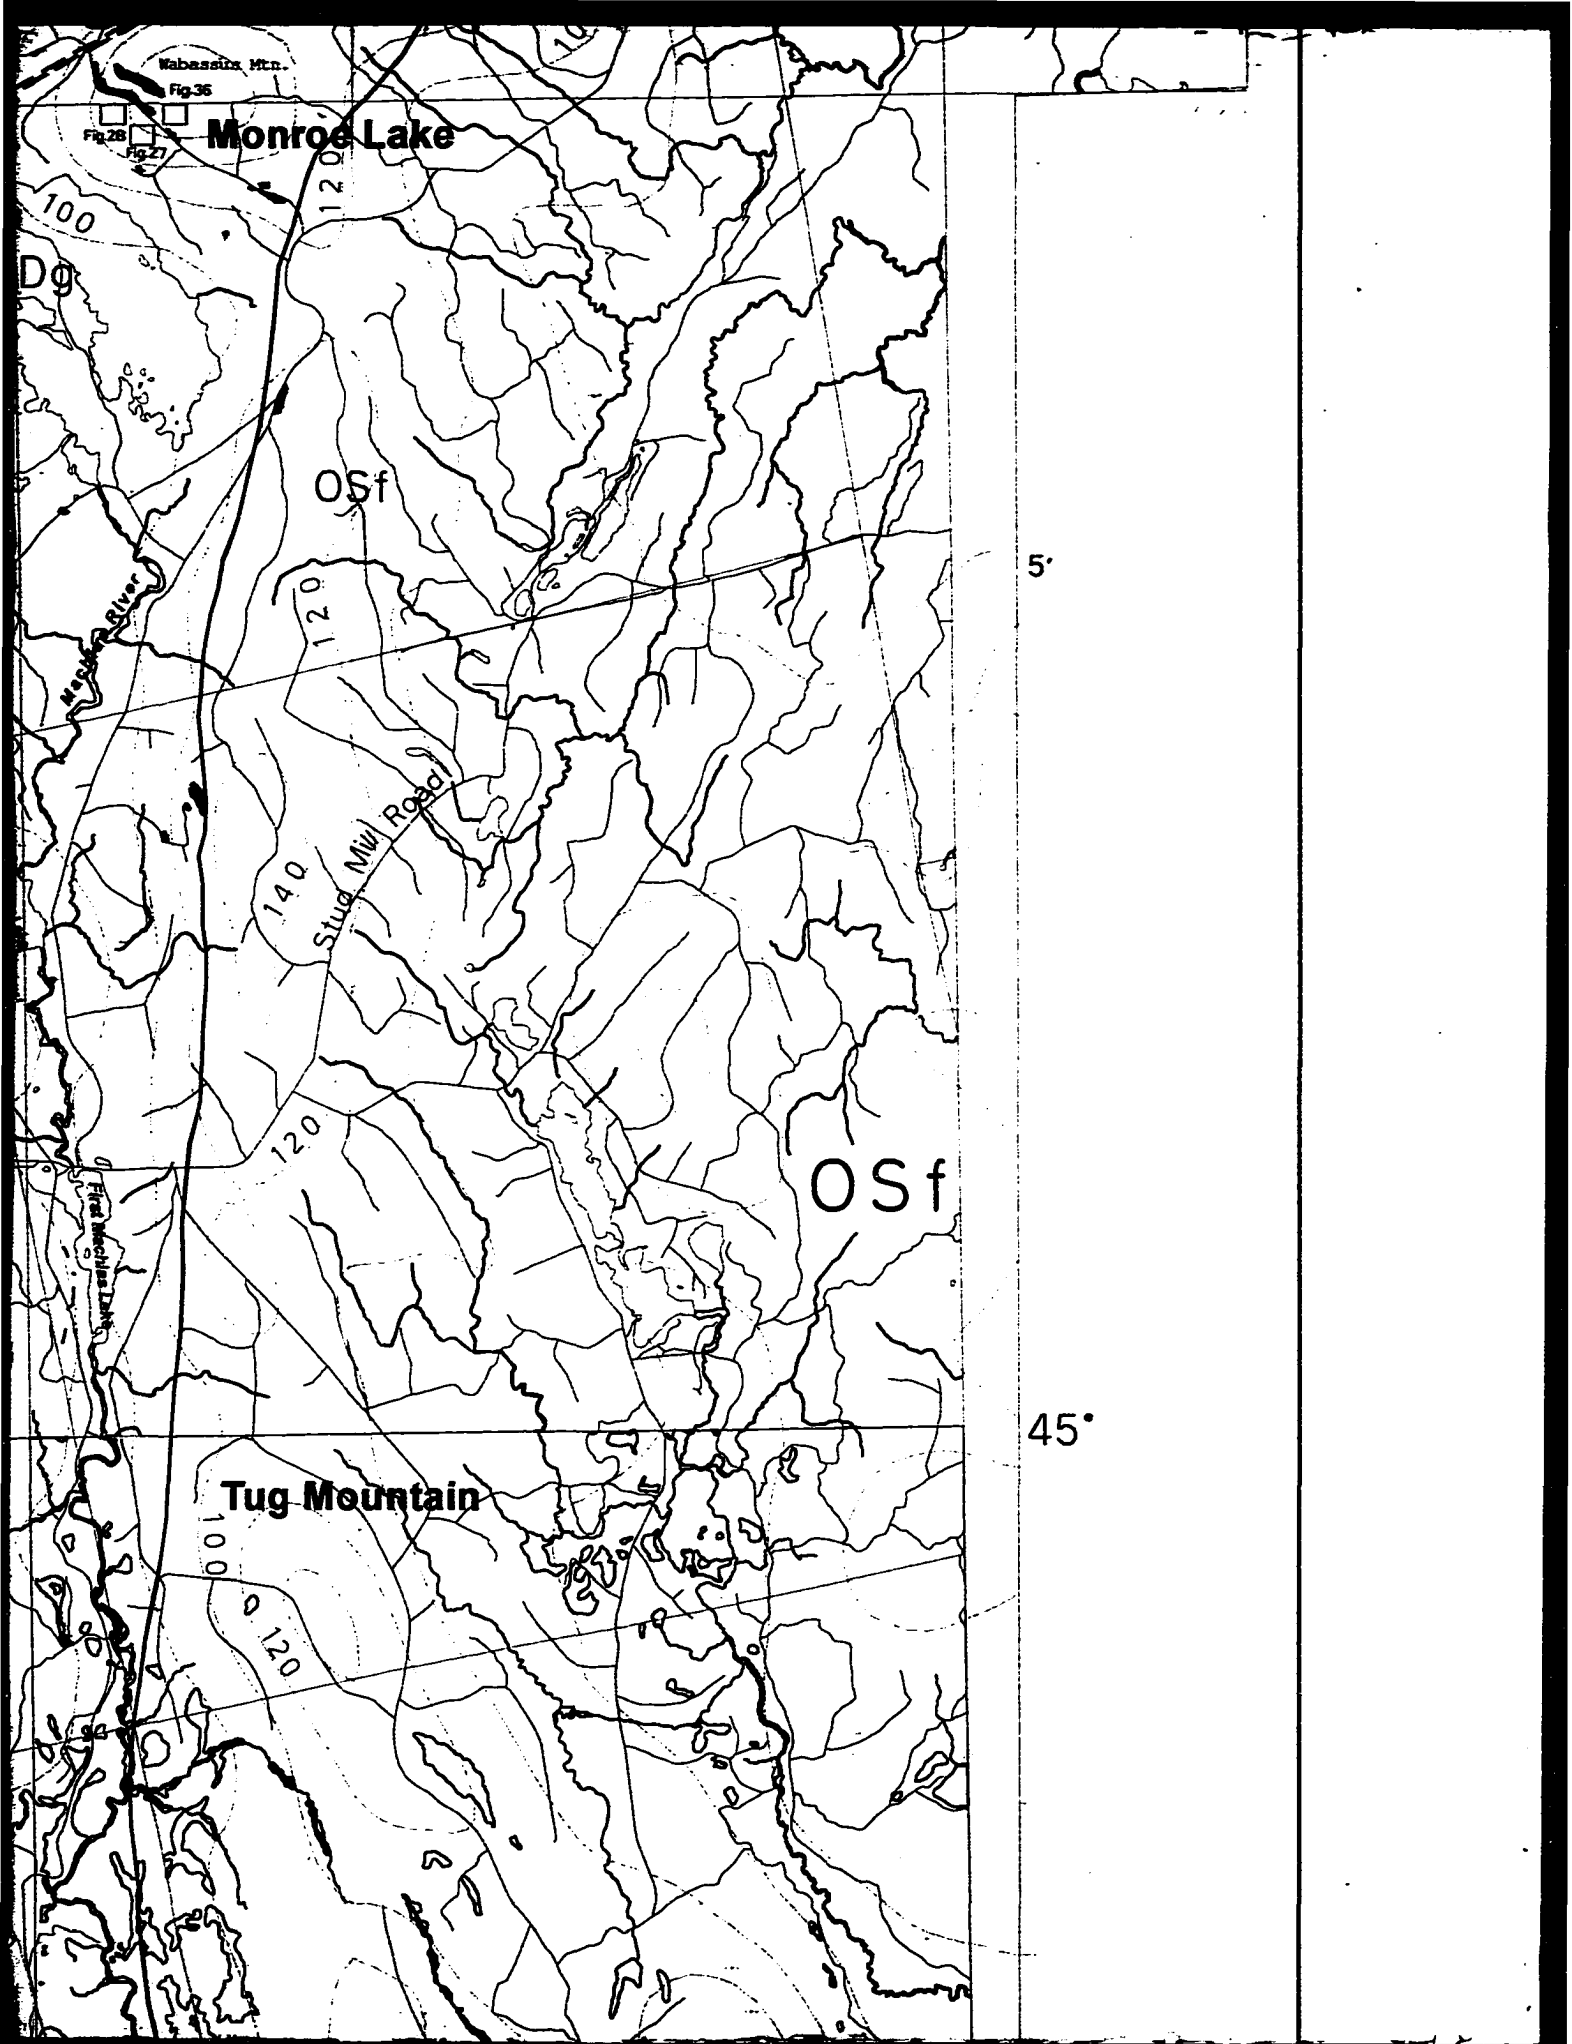 10
Wabassus Mtn.
Fig.36
Fig.28
Fig.27
Monroe Lake
120
100
Dg
OSf
5′
120
Machias River
Stud Mill Road
140
120
OSf
First Machias Lake
45°
Tug Mountain
100
120